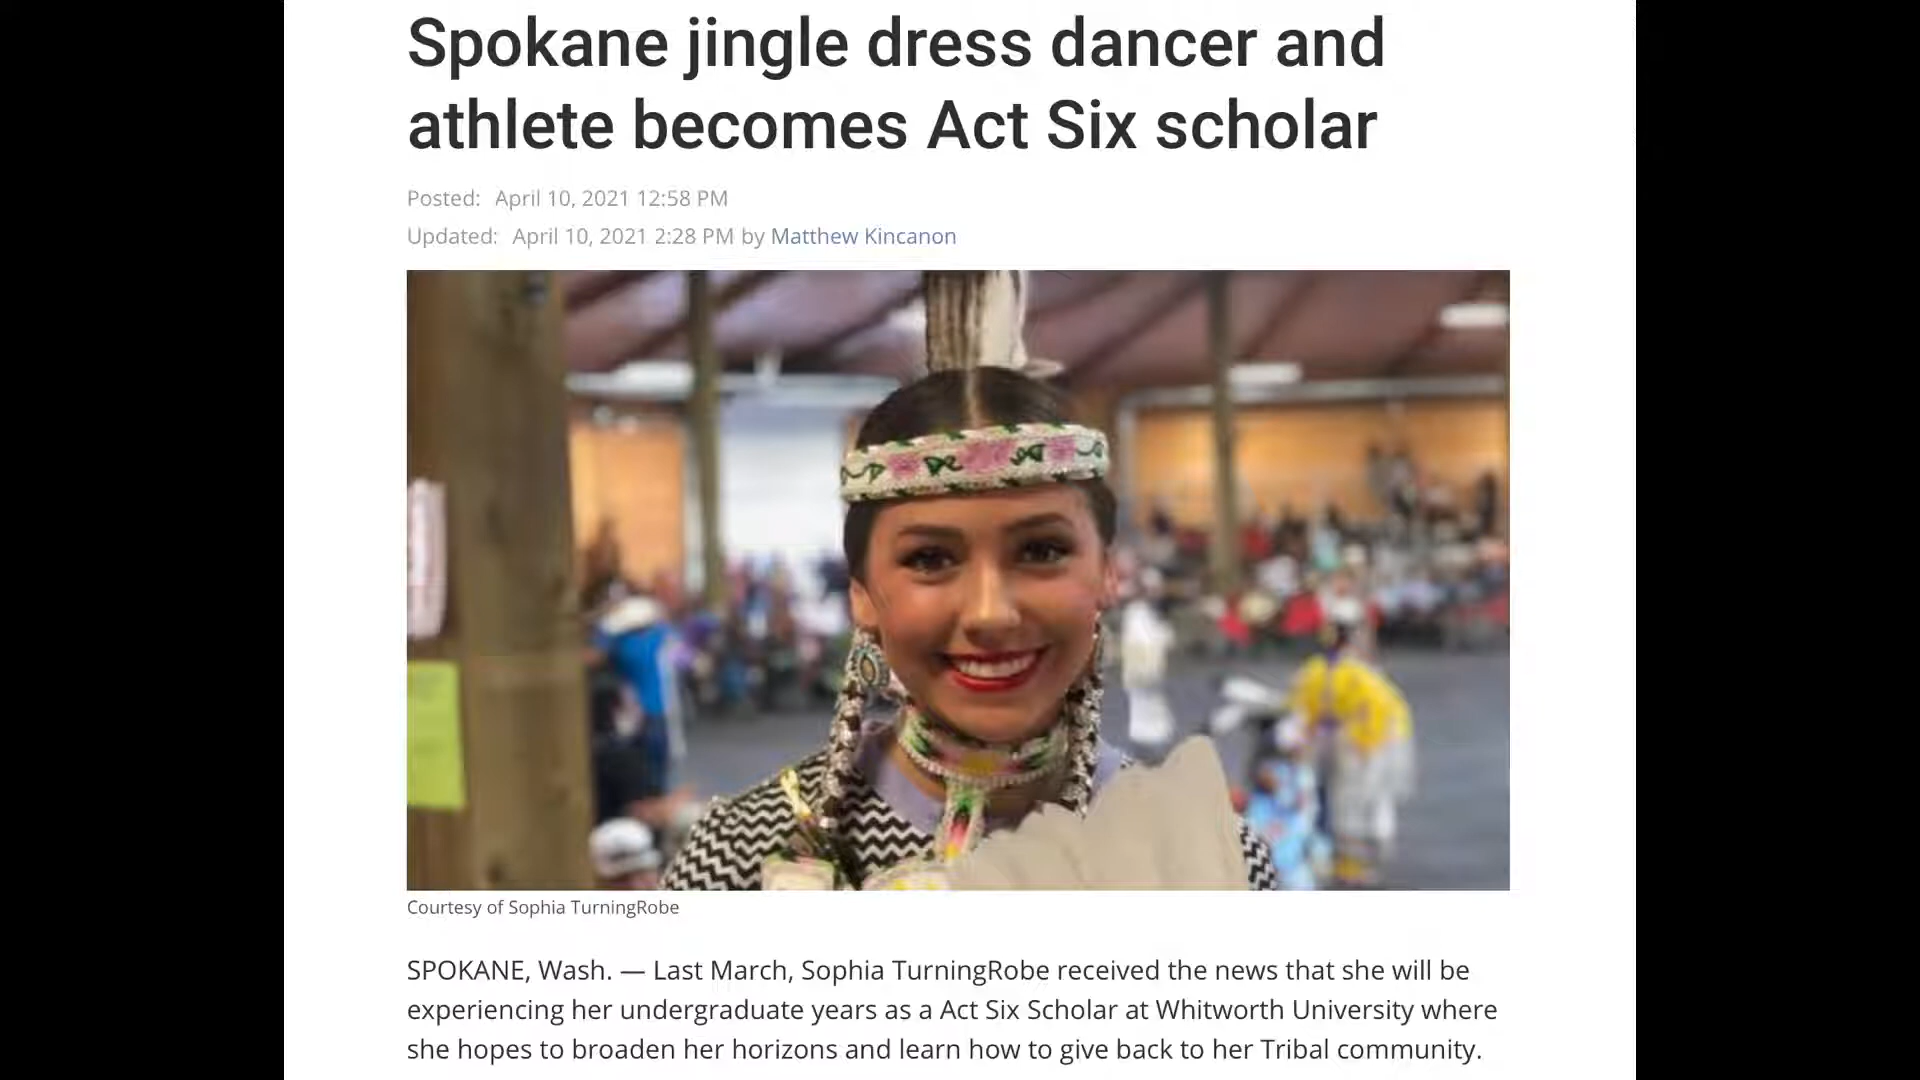 Spokane jingle dress dancer and
athlete becomes Act Six scholar
Posted: April 10, 2021 12:58 PM
Updated: April 10, 2021 2:28 PM by Matthew Kincanon
Courtesy of Sophia TurningRobe
SPOKANE, Wash. — Last March, Sophia TurningRobe received the news that she will be
experiencing her undergraduate years as a Act Six Scholar at Whitworth University where
she hopes to broaden her horizons and learn how to give back to her Tribal community.